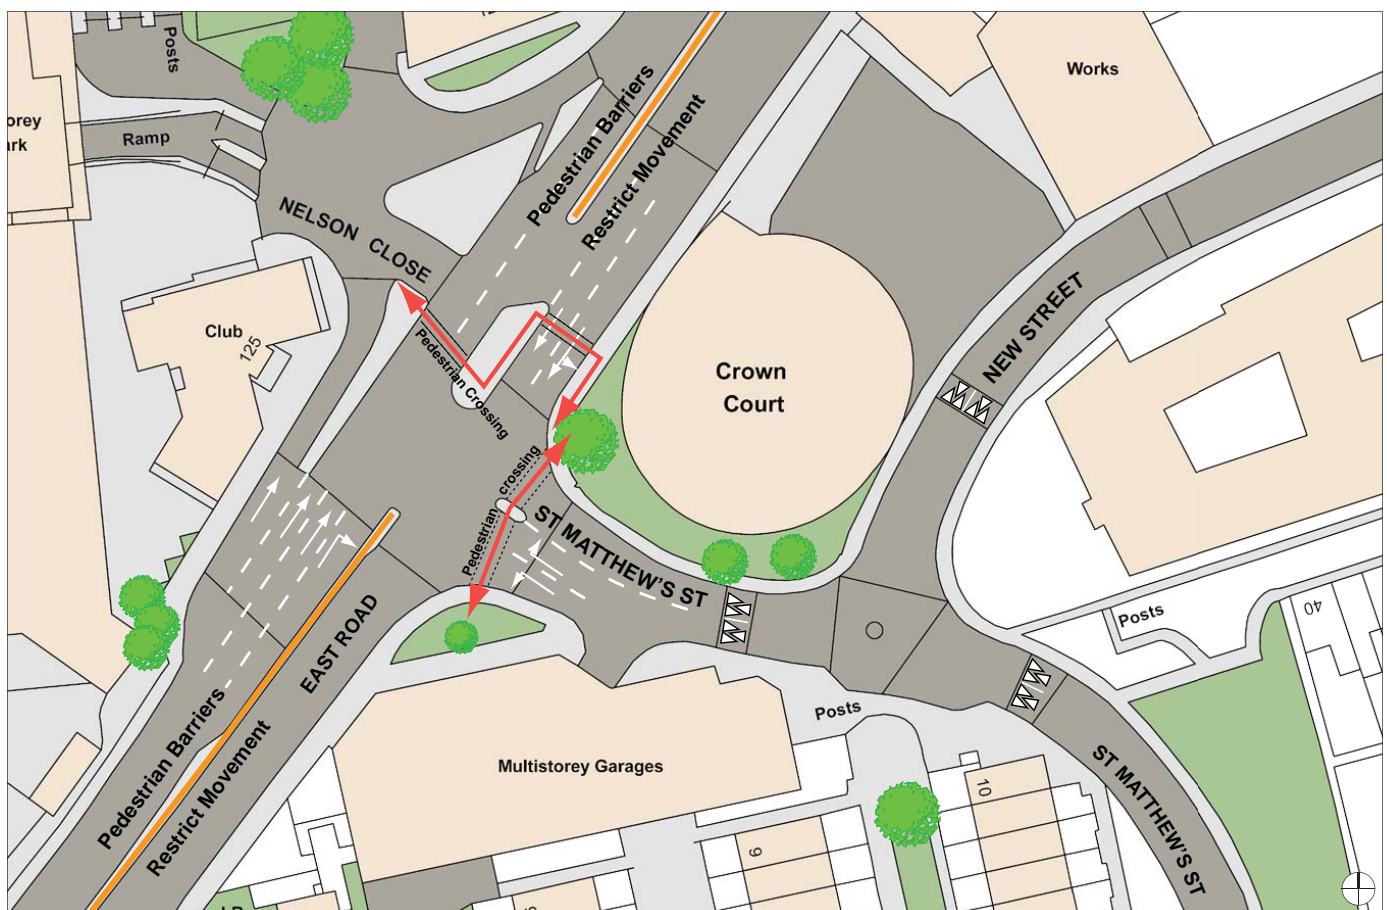 Posts
Works
orey
ark
Ramp
Pedestrian Barriers
Restrict Movement
NELSON CLOSE
Club
125
Pedestrian Crossing
Crown
Court
NEW STREET
crossing
Pedestrian
ST MATTHEW'S ST
EAST ROAD
Posts
40
Pedestrian Barriers
Restrict Movement
Posts
Multistorey Garages
10
9
ST MATTHEW'S ST